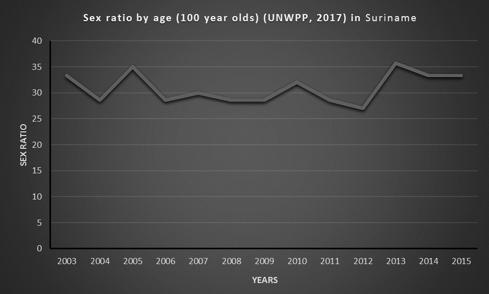 Sex ratio by age (100 year olds) (UNWPP, 2017) in Suriname
40
35
30
25
20
15
10
5
0
SEX RATIO
2003 2004 2005 2006 2007 2008 2009 2010 2011 2012 2013 2014 2015
YEARS